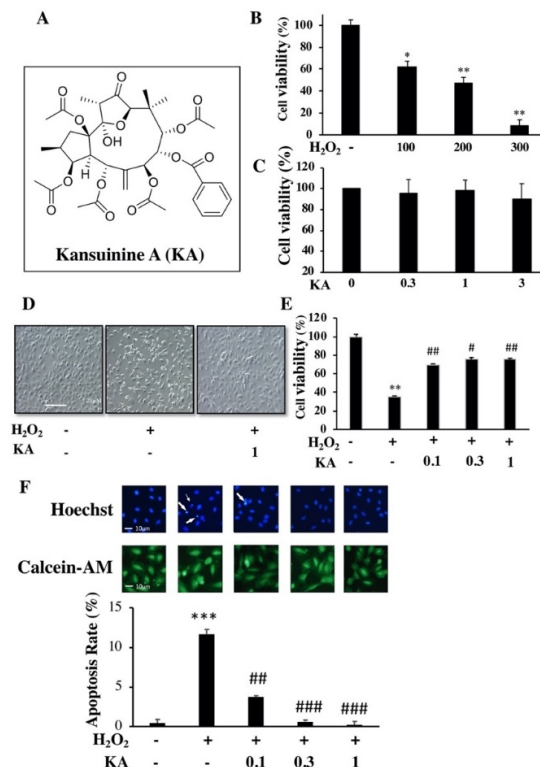 A
O
O
O
O
OH
O
O
O
O
O
O
O
O
O
H
O
O
Kansuinine A (KA)
B
Cell viability (%)
120
100
80
60
40
20
0
*
**
**
H2O2
-
100
200
300
C
Cell viability (%)
120
100
80
60
40
20
KA
0
0.3
1
3
D
H2O2
-
+
+
KA
-
-
1
E
Cell viability (%)
120
100
80
60
40
20
0
**
##
#
##
H2O2
-
+
+
+
+
KA
-
-
0.1
0.3
1
F
Hoechst
10μm
Calcein-AM
10μm
Apoptosis Rate (%)
15
10
5
0
***
##
###
###
H2O2
-
+
+
+
+
KA
-
-
0.1
0.3
1